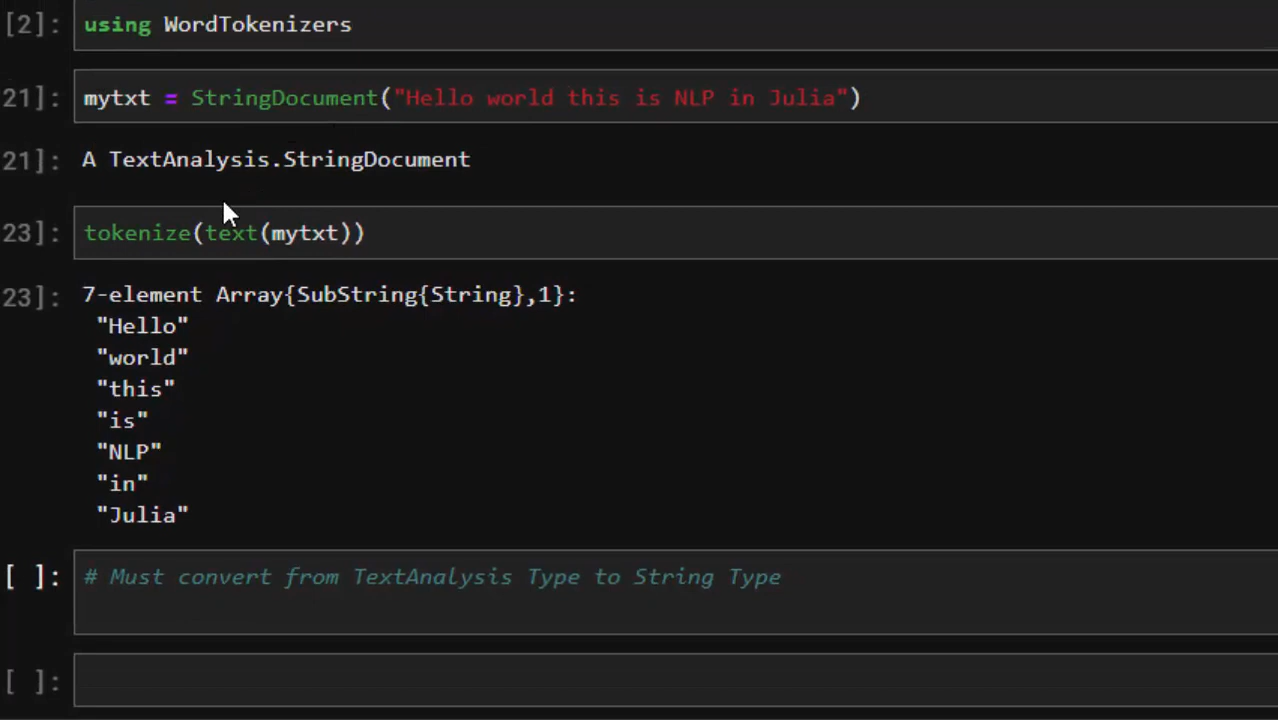 [2]: using WordTokenizers
21]: mytxt = StringDocument("Hello world this is NLP in Julia")
21]: A TextAnalysis.StringDocument
23]: tokenize(text(mytxt))
23]: 7-element Array{SubString{String},1}:
"Hello"
"world"
"this"
"is"
"NLP"
"in"
"Julia"
[ ]: # Must convert from TextAnalysis Type to String Type
[ ]: